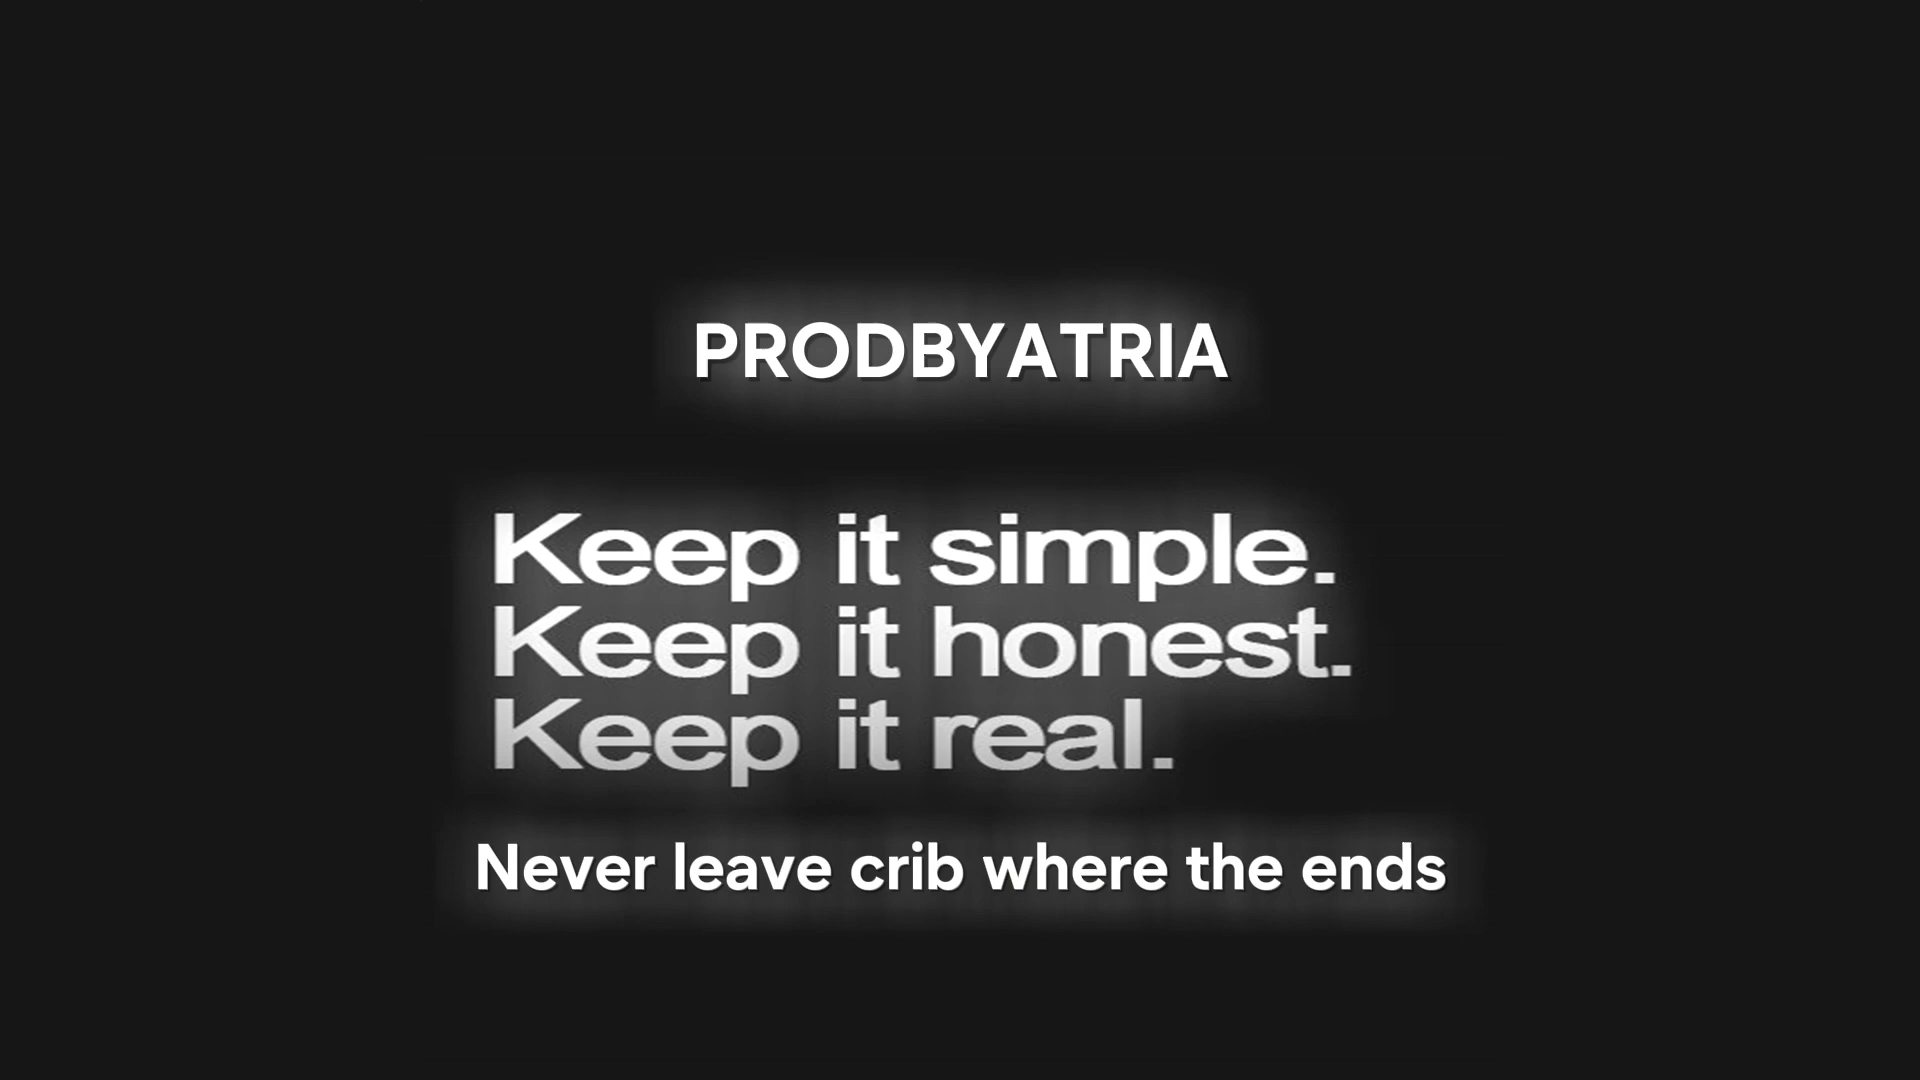 PRODBYATRIA
Keep it simple.
Keep it honest.
Keep it real.
Never leave crib where the ends